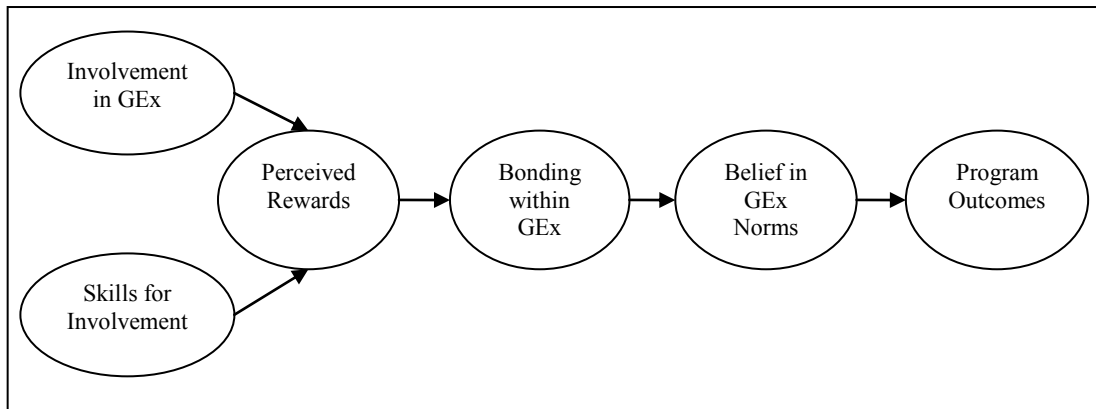 Involvement
in GEx
Perceived
Rewards
Bonding
within
GEx
Belief in
GEx
Norms
Program
Outcomes
Skills for
Involvement